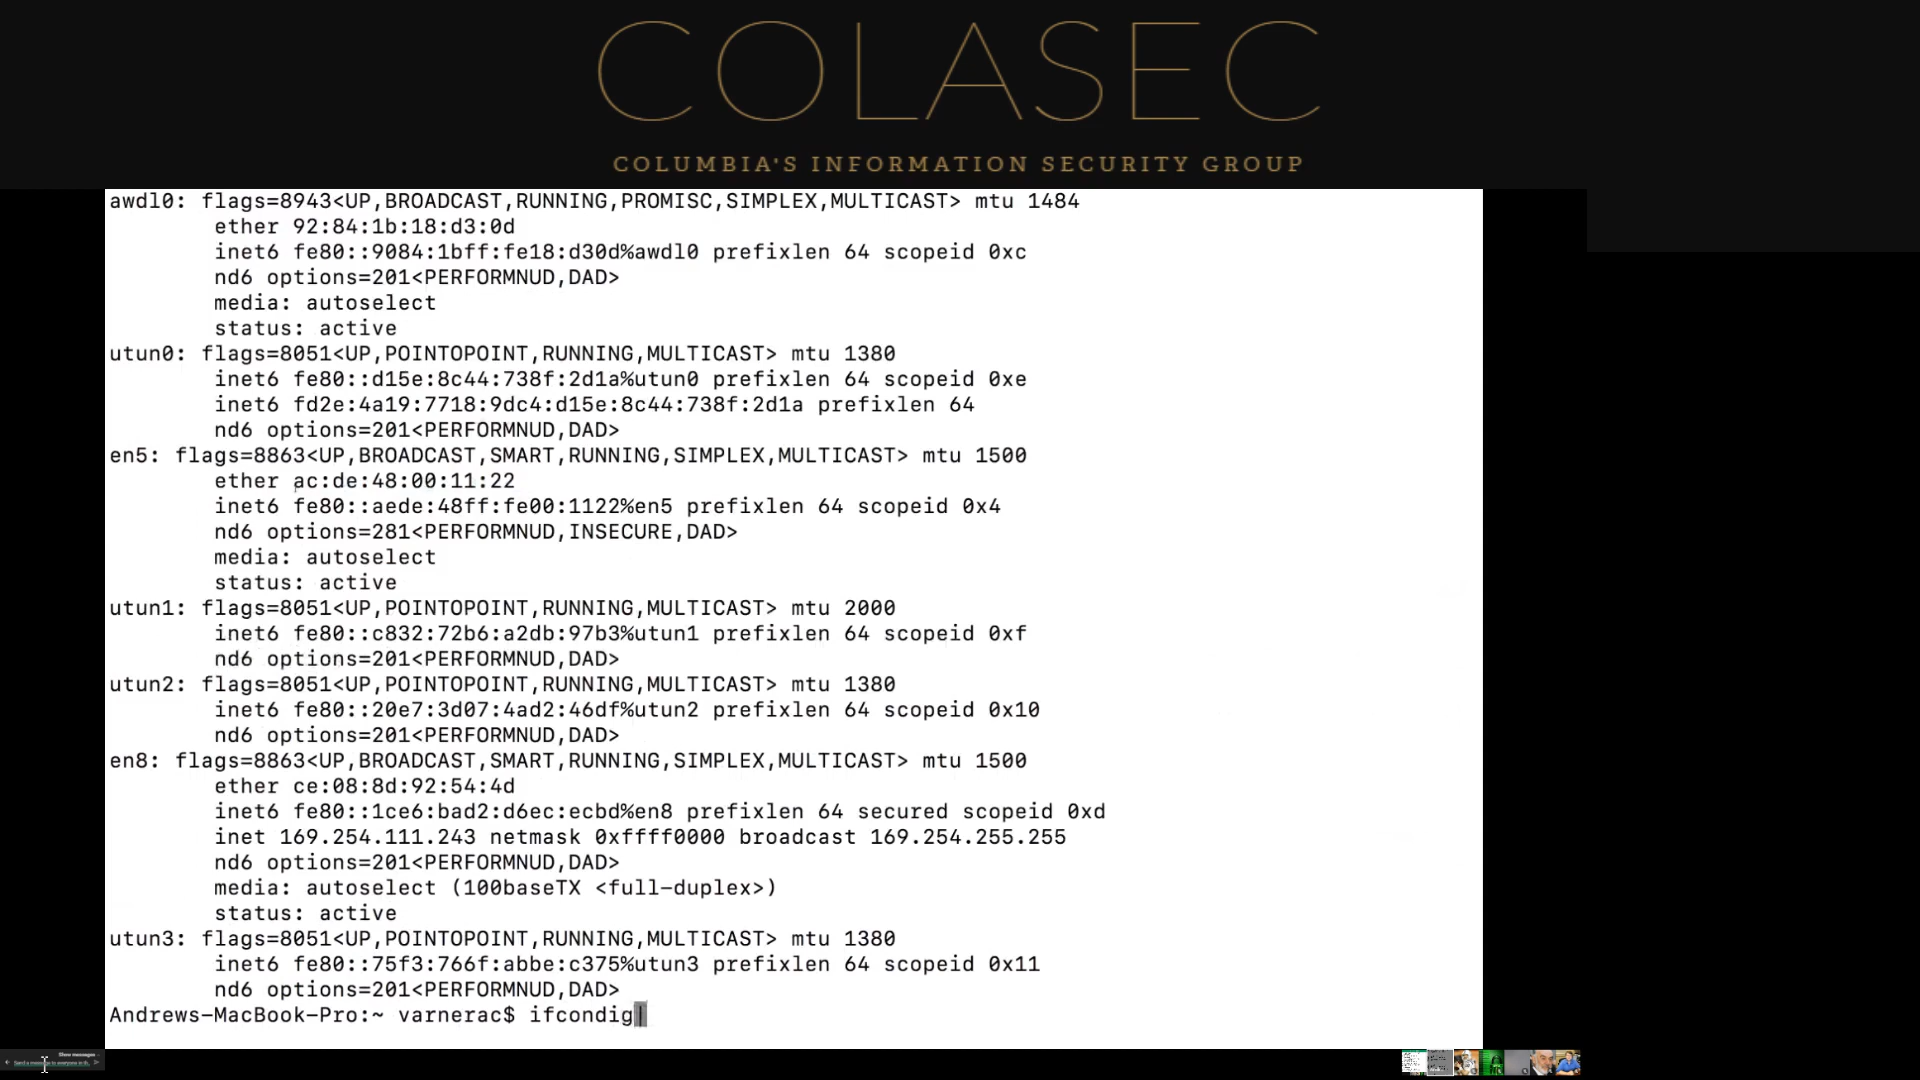 COLASEC
COLUMBIA'S INFORMATION SECURITY GROUP
awdl0: flags=8943<UP,BROADCAST,RUNNING,PROMISC,SIMPLEX,MULTICAST> mtu 1484
ether 92:84:1b:18:d3:0d
inet6 fe80::9084:1bff:fe18:d30d%awdl0 prefixlen 64 scopeid 0xc
nd6 options=201<PERFORMNUD,DAD>
media: autoselect
status: active
utun0: flags=8051<UP,POINTOPOINT,RUNNING,MULTICAST> mtu 1380
inet6 fe80::d15e:8c44:738f:2d1a%utun0 prefixlen 64 scopeid 0xe
inet6 fd2e:4a19:7718:9dc4:d15e:8c44:738f:2d1a prefixlen 64
nd6 options=201<PERFORMNUD,DAD>
en5: flags=8863<UP,BROADCAST,SMART,RUNNING,SIMPLEX,MULTICAST> mtu 1500
ether ac:de:48:00:11:22
inet6 fe80::aede:48ff:fe00:1122%en5 prefixlen 64 scopeid 0x4
nd6 options=281<PERFORMNUD,INSECURE,DAD>
media: autoselect
status: active
utun1: flags=8051<UP,POINTOPOINT,RUNNING,MULTICAST> mtu 2000
inet6 fe80::c832:72b6:a2db:97b3%utun1 prefixlen 64 scopeid 0xf
nd6 options=201<PERFORMNUD,DAD>
utun2: flags=8051<UP,POINTOPOINT,RUNNING,MULTICAST> mtu 1380
inet6 fe80::20e7:3d07:4ad2:46df%utun2 prefixlen 64 scopeid 0x10
nd6 options=201<PERFORMNUD,DAD>
en8: flags=8863<UP,BROADCAST,SMART,RUNNING,SIMPLEX,MULTICAST> mtu 1500
ether ce:08:8d:92:54:4d
inet6 fe80::1ce6:bad2:d6ec:ecbd%en8 prefixlen 64 secured scopeid 0xd
inet 169.254.111.243 netmask 0xffff0000 broadcast 169.254.255.255
nd6 options=201<PERFORMNUD,DAD>
media: autoselect (100baseTX <full-duplex>)
status: active
utun3: flags=8051<UP,POINTOPOINT,RUNNING,MULTICAST> mtu 1380
inet6 fe80::75f3:766f:abbe:c375%utun3 prefixlen 64 scopeid 0x11
nd6 options=201<PERFORMNUD,DAD>
Andrews-MacBook-Pro:~ varnerac$ ifcondig
Show messages